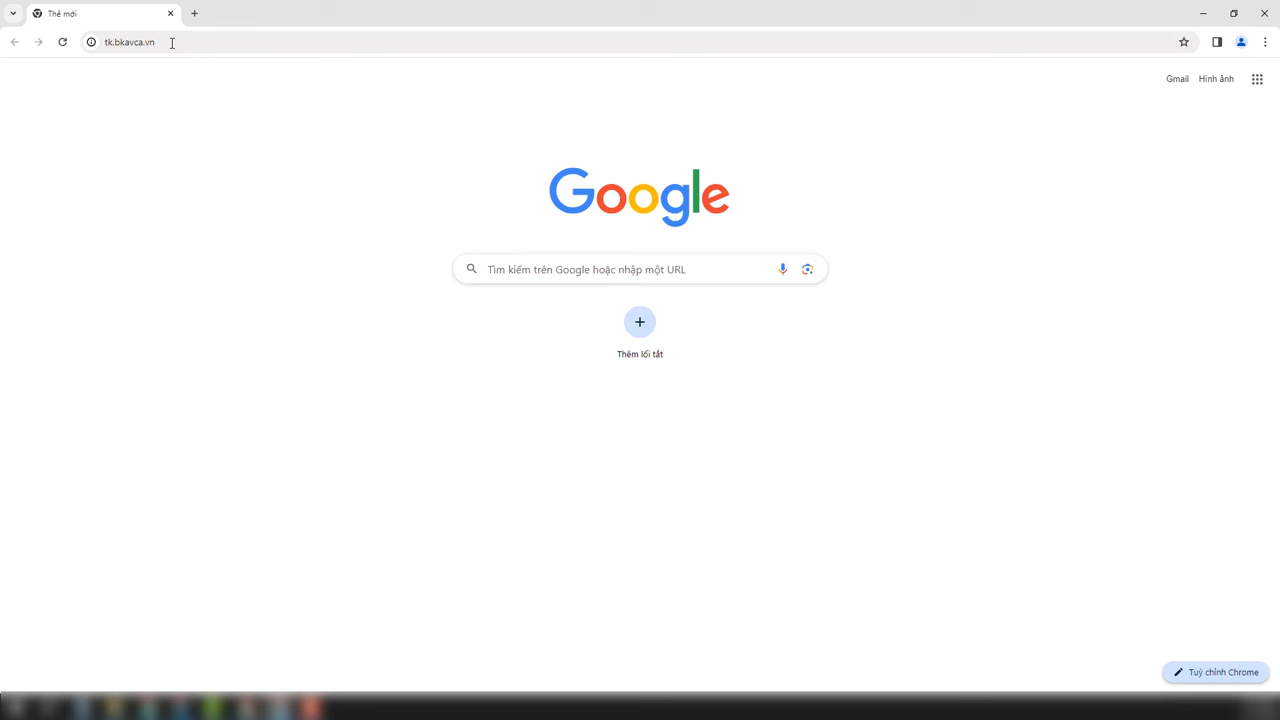 Thẻ mới
tk.bkavca.vn
Gmail
Hình ảnh
Google
Tìm kiếm trên Google hoặc nhập một URL
Thêm lối tắt
Tuỳ chỉnh Chrome